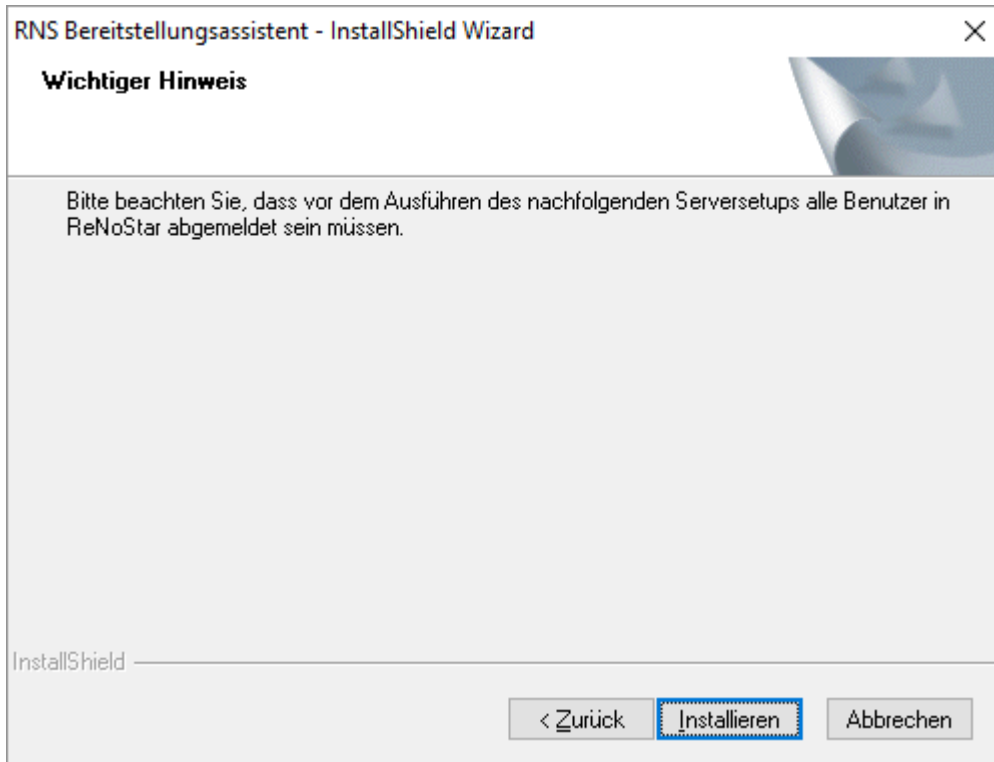 RNS Bereitstellungsassistent - InstallShield Wizard
Wichtiger Hinweis
Bitte beachten Sie, dass vor dem Ausführen des nachfolgenden Serversetups alle Benutzer in
ReNoStar abgemeldet sein müssen.
InstallShield
< Zurück
Installieren
Abbrechen